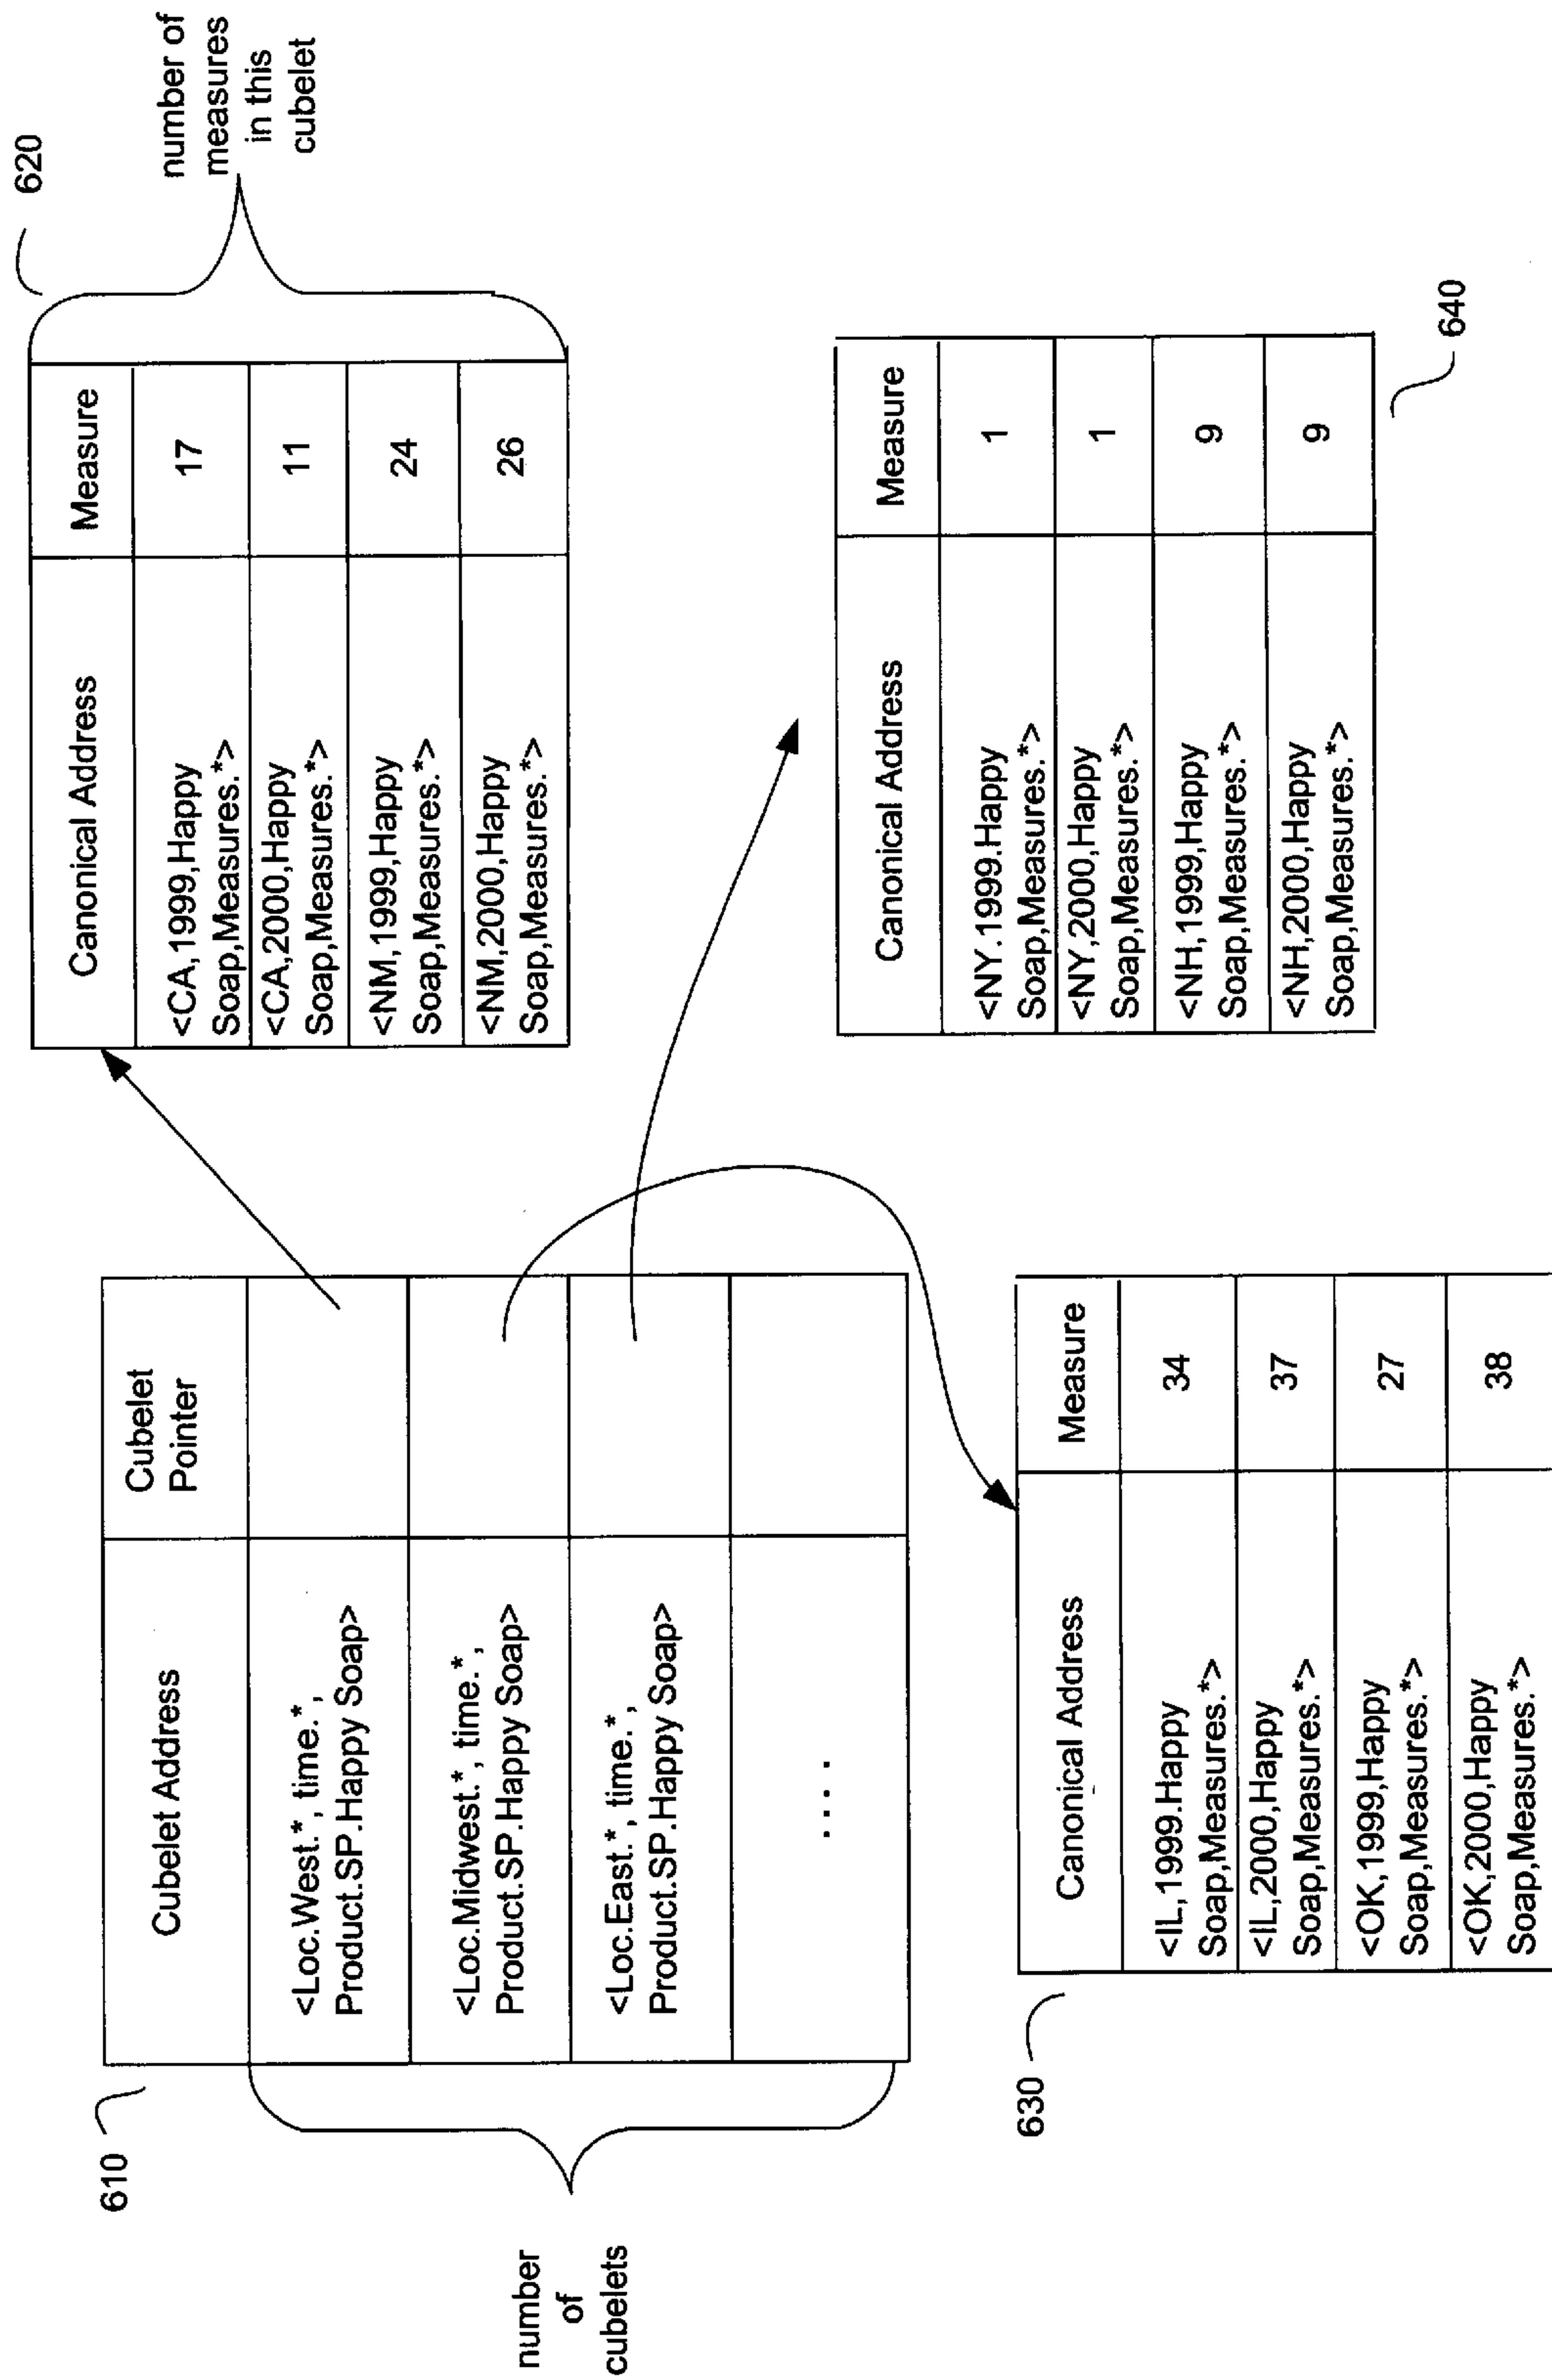 610
Cubelet Address
Cubelet
Pointer
<Loc.West.*, time.*,
Product.SP.Happy Soap>
<Loc.Midwest.*, time.*,
Product.SP.Happy Soap>
<Loc.East.*, time.*,
Product.SP.Happy Soap>
. . . .
number
of
cubelets
620
Canonical Address
Measure
<CA,1999,Happy
Soap,Measures.*>
17
<CA,2000,Happy
Soap,Measures.*>
11
<NM,1999,Happy
Soap,Measures.*>
24
<NM,2000,Happy
Soap,Measures.*>
26
number of
measures
in this
cubelet
630
Canonical Address
Measure
<IL,1999.Happy
Soap,Measures.*>
34
<IL,2000,Happy
Soap,Measures.*>
37
<OK,1999,Happy
Soap,Measures.*>
27
<OK,2000,Happy
Soap,Measures.*>
38
Canonical Address
Measure
<NY.1999.Happy
Soap,Measures.*>
1
<NY,2000,Happy
Soap,Measures.*>
1
<NH,1999,Happy
Soap,Measures.*>
9
<NH,2000,Happy
Soap,Measures.*>
9
640